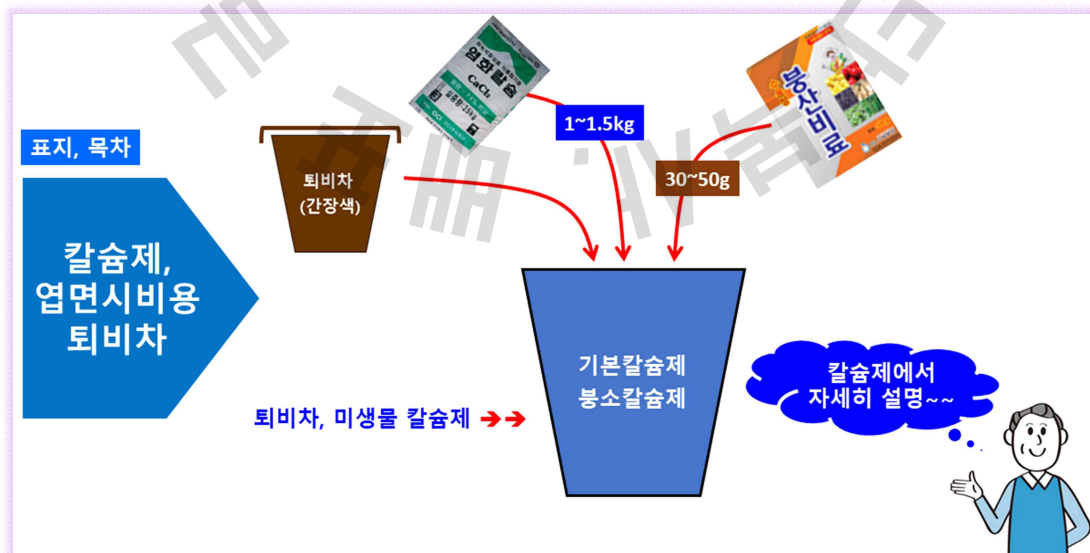 표지, 목차
칼슘제,
엽면시비용
퇴비차
퇴비차
(간장색)
염화칼슘
CaCl₂
1~1.5kg
붕산비료
30~50g
기본칼슘제
붕소칼슘제
퇴비차, 미생물 칼슘제 ➔➔
칼슘제에서
자세히 설명~~